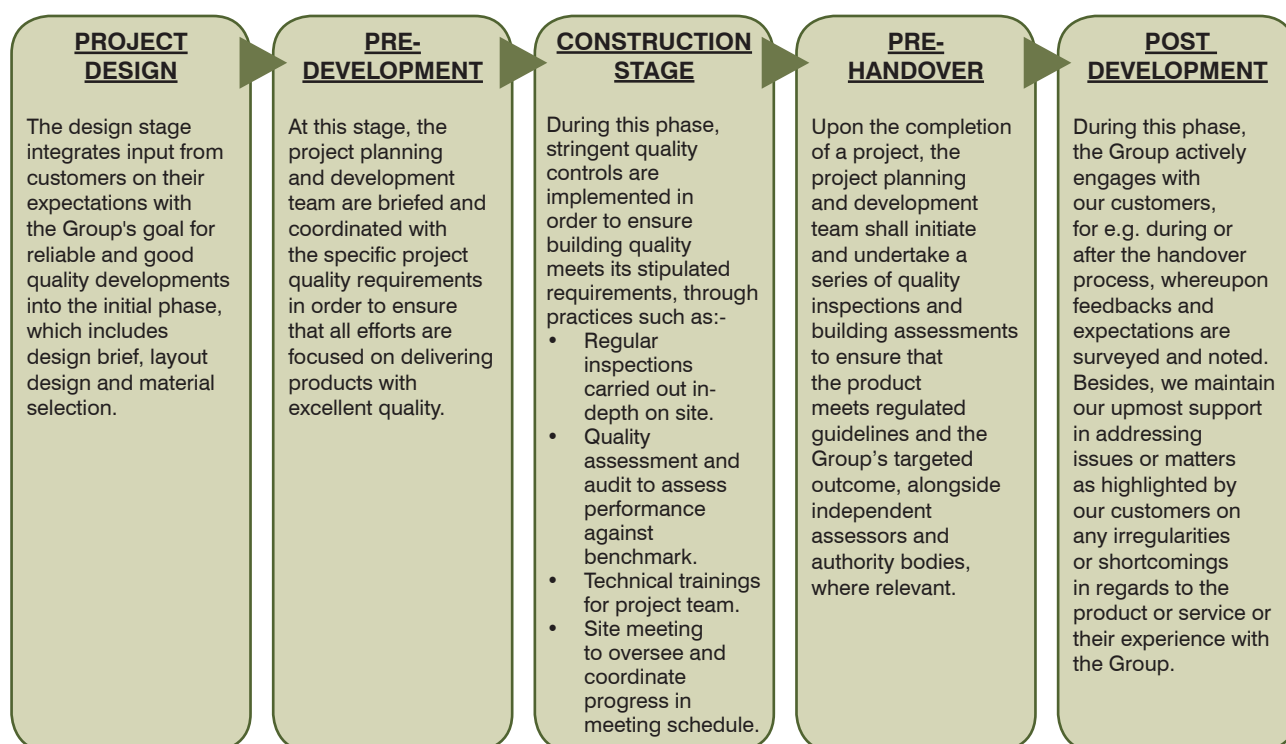 PROJECT
DESIGN
The design stage
integrates input from
customers on their
expectations with
the Group's goal for
reliable and good
quality developments
into the initial phase,
which includes
design brief, layout
design and material
selection.
PRE-
DEVELOPMENT
At this stage, the
project planning
and development
team are briefed and
coordinated with
the specific project
quality requirements
in order to ensure
that all efforts are
focused on delivering
products with
excellent quality.
CONSTRUCTION
STAGE
During this phase,
stringent quality
controls are
implemented in
order to ensure
building quality
meets its stipulated
requirements, through
practices such as:-
• Regular
inspections
carried out in-
depth on site.
• Quality
assessment and
audit to assess
performance
against
benchmark.
• Technical trainings
for project team.
• Site meeting
to oversee and
coordinate
progress in
meeting schedule.
PRE-
HANDOVER
Upon the completion
of a project, the
project planning
and development
team shall initiate
and undertake a
series of quality
inspections and
building assessments
to ensure that
the product
meets regulated
guidelines and the
Group’s targeted
outcome, alongside
independent
assessors and
authority bodies,
where relevant.
POST
DEVELOPMENT
During this phase,
the Group actively
engages with
our customers,
for e.g. during or
after the handover
process, whereupon
feedbacks and
expectations are
surveyed and noted.
Besides, we maintain
our upmost support
in addressing
issues or matters
as highlighted by
our customers on
any irregularities
or shortcomings
in regards to the
product or service or
their experience with
the Group.